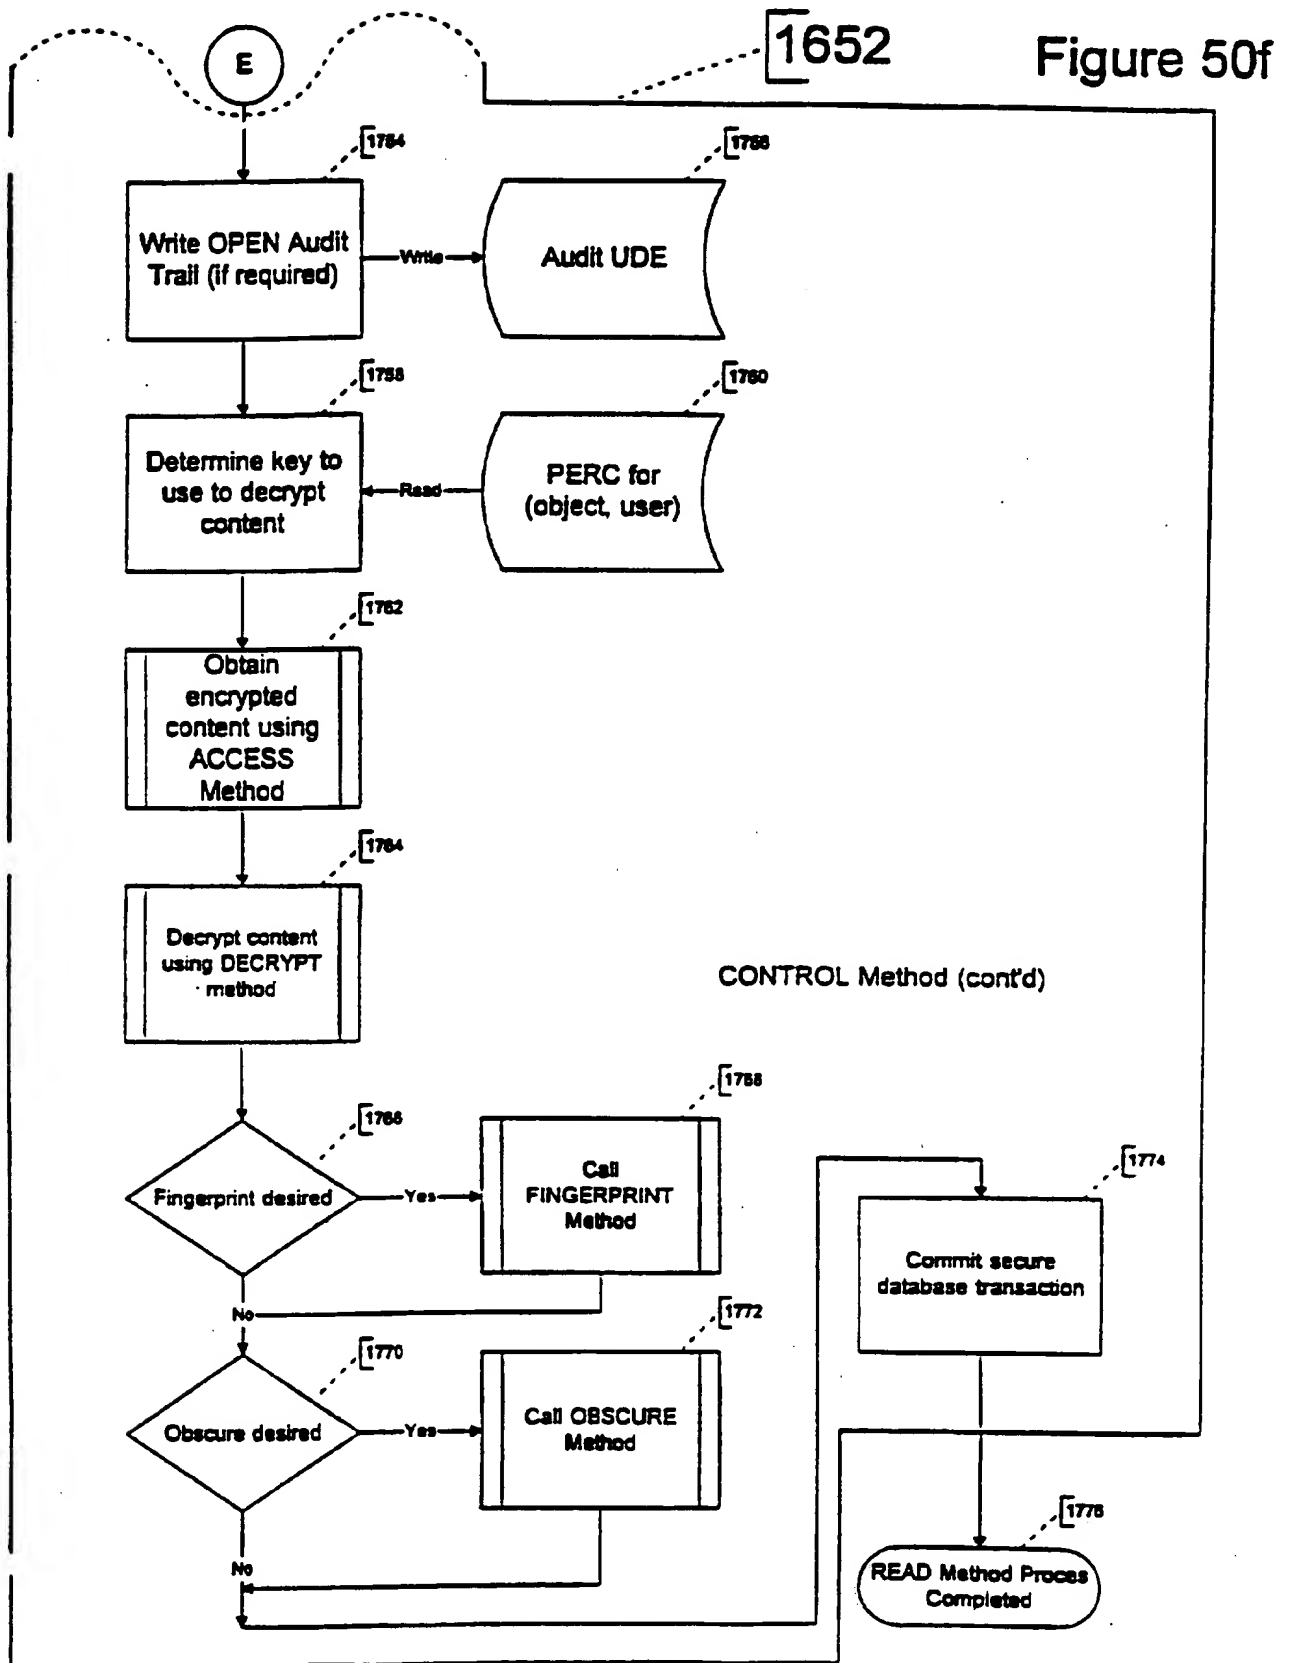 E
1652
Figure 50f
1754
1756
Write OPEN Audit
Trail (if required)
Write
Audit UDE
1758
1760
Determine key to
use to decrypt
content
Read
PERC for
(object, user)
1762
Obtain
encrypted
content using
ACCESS
Method
1764
Decrypt content
using DECRYPT
method
CONTROL Method (cont'd)
1766
1768
Fingerprint desired
Yes
Call
FINGERPRINT
Method
1774
Commit secure
database transaction
No
1770
1772
Obscure desired
Yes
Call OBSCURE
Method
No
1776
READ Method Proces
Completed